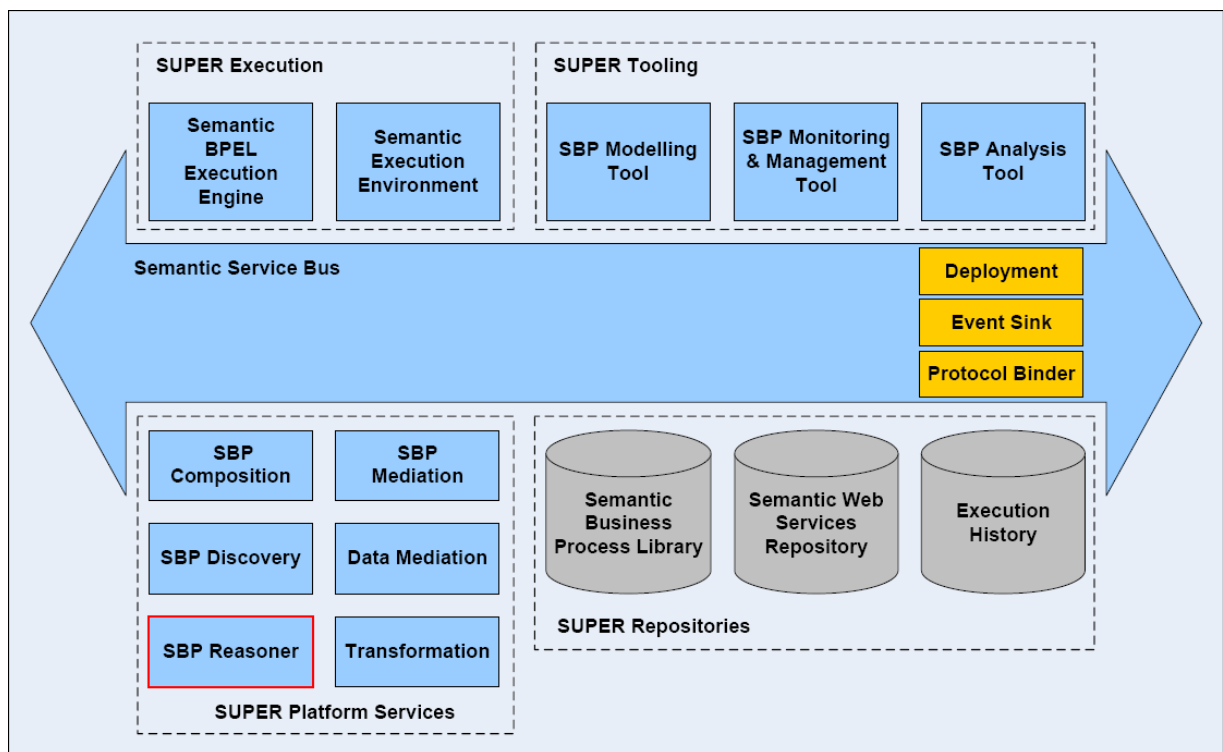 SUPER Execution
Semantic
BPEL
Execution
Engine
Semantic
Execution
Environment
SUPER Tooling
SBP Modelling
Tool
SBP Monitoring
& Management
Tool
SBP Analysis
Tool
Semantic Service Bus
Deployment
Event Sink
Protocol Binder
SBP
Composition
SBP
Mediation
SBP Discovery
Data Mediation
SBP Reasoner
Transformation
SUPER Platform Services
Semantic
Business
Process Library
Semantic Web
Services
Repository
Execution
History
SUPER Repositories